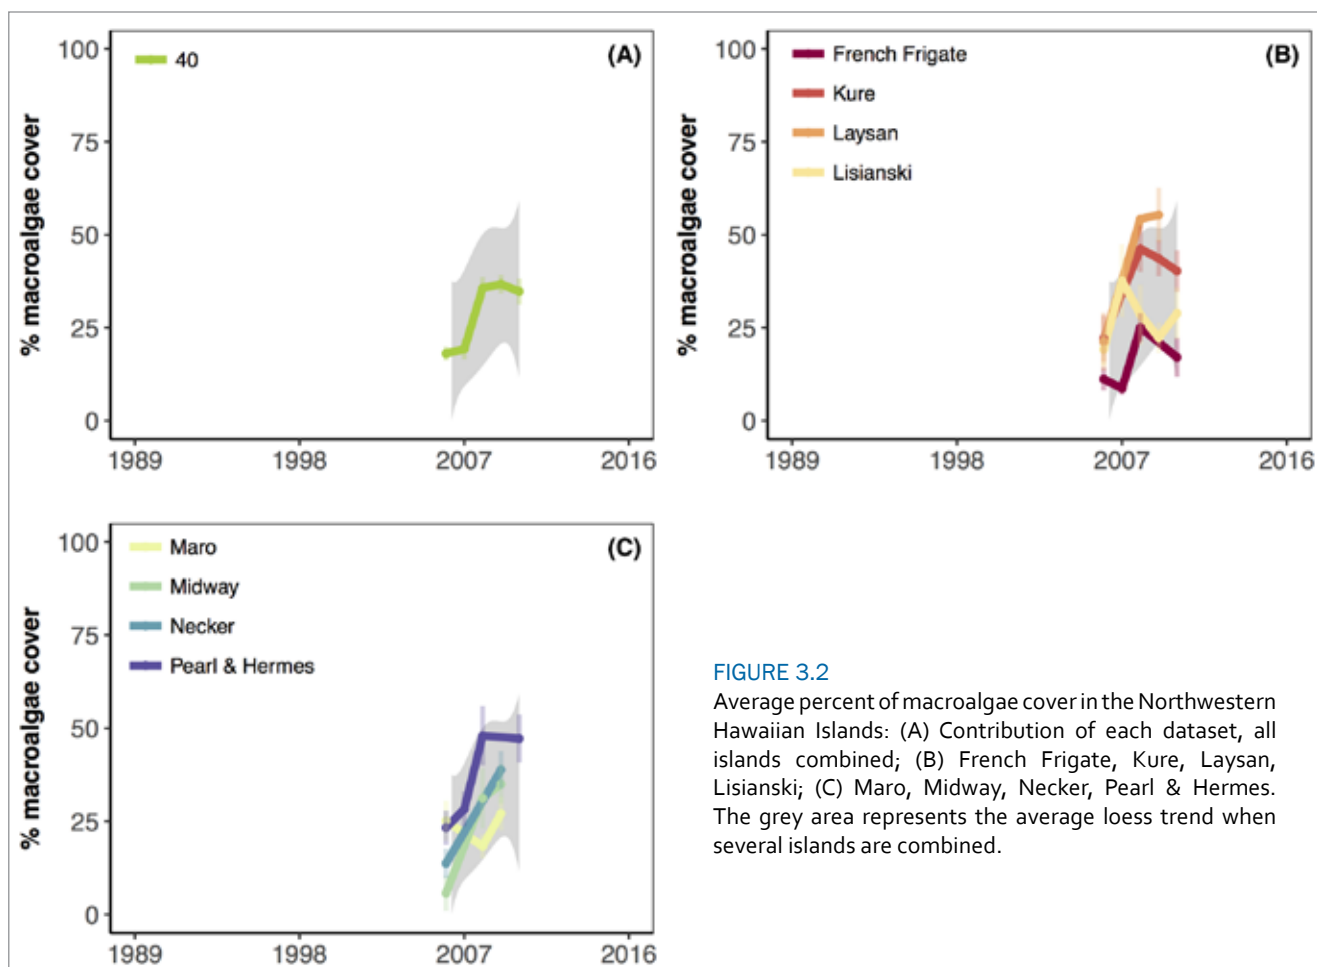 100
75
50
25
0
% macroalgae cover
40
(A)
1989 1998 2007 2016
100
75
50
25
0
% macroalgae cover
French Frigate
Kure
Laysan
Lisianski
(B)
1989 1998 2007 2016
100
75
50
25
0
% macroalgae cover
Maro
Midway
Necker
Pearl & Hermes
(C)
1989 1998 2007 2016
FIGURE 3.2
Average percent of macroalgae cover in the Northwestern
Hawaiian Islands: (A) Contribution of each dataset, all
islands combined; (B) French Frigate, Kure, Laysan,
Lisianski; (C) Maro, Midway, Necker, Pearl & Hermes.
The grey area represents the average loess trend when
several islands are combined.